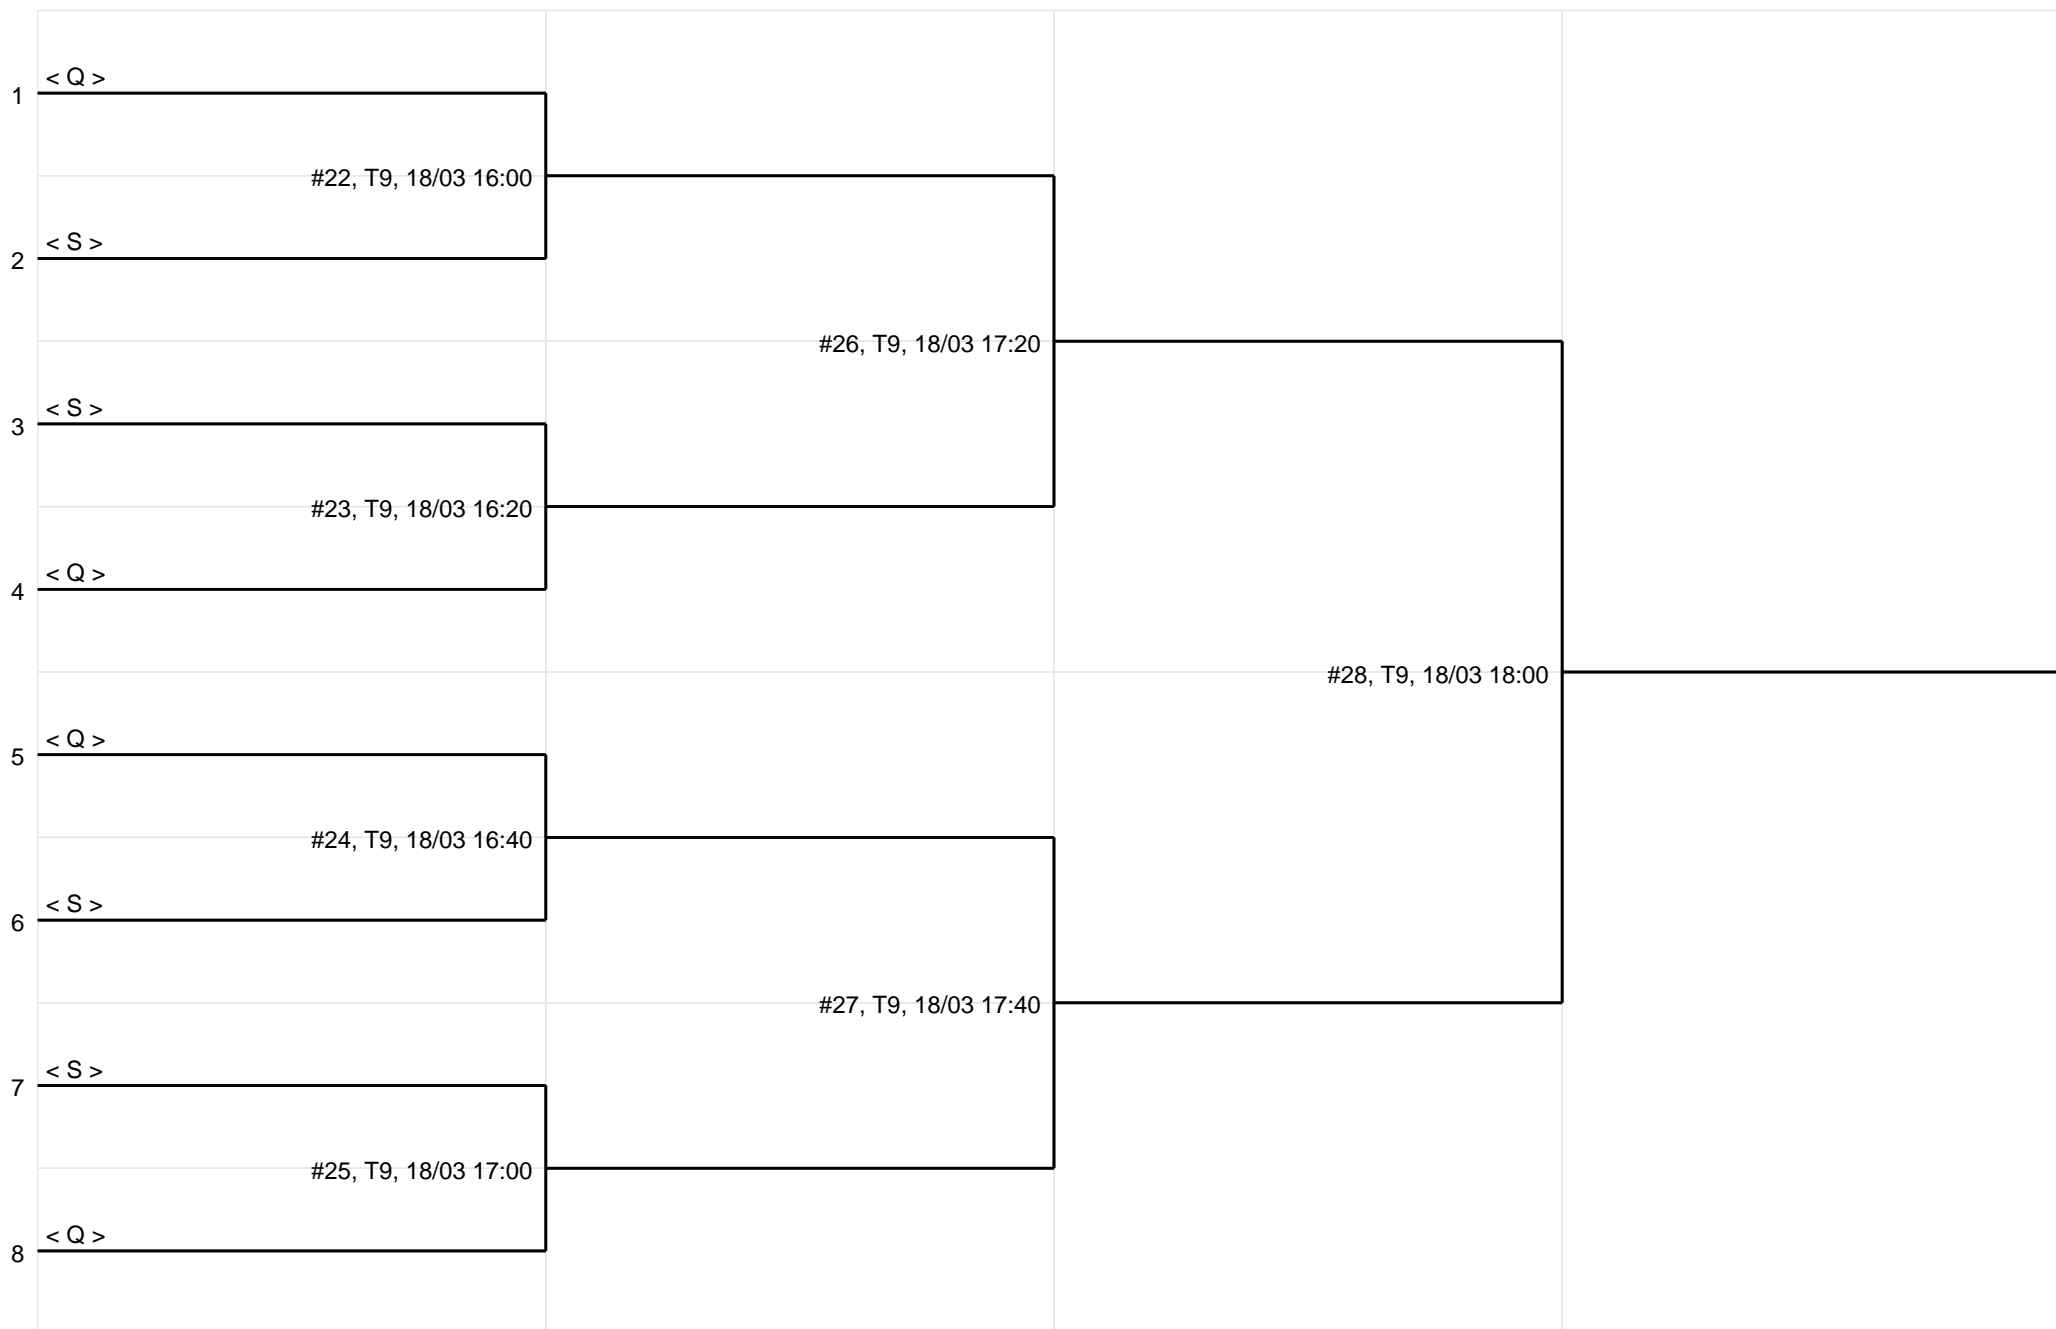 < Q >
1
#22, T9, 18/03 16:00
< S >
2
#26, T9, 18/03 17:20
< S >
3
#23, T9, 18/03 16:20
< Q >
4
#28, T9, 18/03 18:00
< Q >
5
#24, T9, 18/03 16:40
< S >
6
#27, T9, 18/03 17:40
< S >
7
#25, T9, 18/03 17:00
< Q >
8